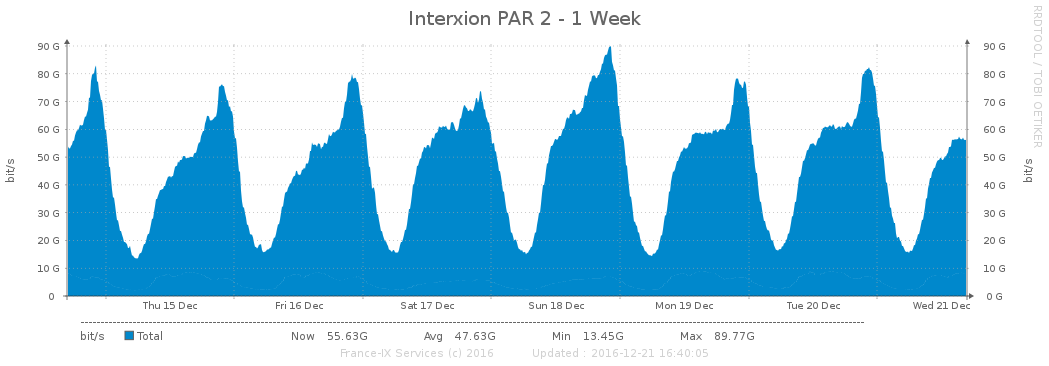 Interxion PAR 2 - 1 Week
RRDTOOL / TOBI OETIKER
90 G 90 G
80 G 80 G
70 G 70 G
60 G 60 G
50 G 50 G
40 G 40 G
30 G 30 G
20 G 20 G
10 G 10 G
0 0 G
bit/s bit/s
Thu 15 Dec Fri 16 Dec Sat 17 Dec Sun 18 Dec Mon 19 Dec Tue 20 Dec Wed 21 Dec
bit/s Total Now 55.63G Avg 47.63G Min 13.45G Max 89.77G
France-IX Services (c) 2016 Updated : 2016-12-21 16:40:05